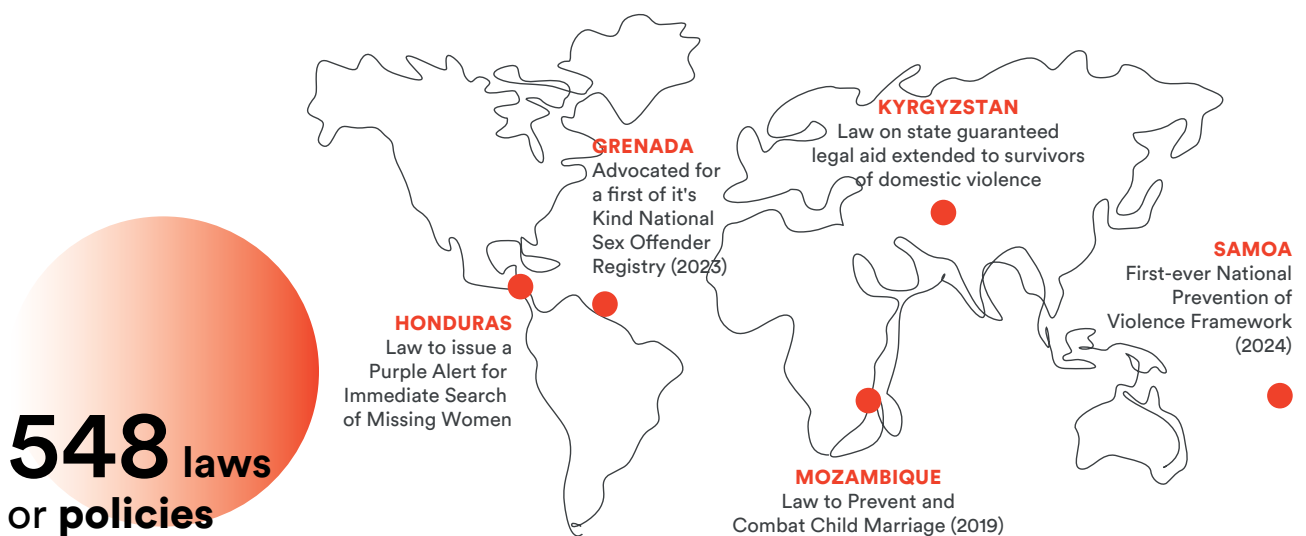 KYRGYZSTAN
Law on state guaranteed
legal aid extended to survivors
of domestic violence
GRENADA
Advocated for
a first of it's
Kind National
Sex Offender
Registry (2023)
SAMOA
First-ever National
Prevention of
Violence Framework
(2024)
HONDURAS
Law to issue a
Purple Alert for
Immediate Search
of Missing Women
548 laws
or policies
MOZAMBIQUE
Law to Prevent and
Combat Child Marriage (2019)